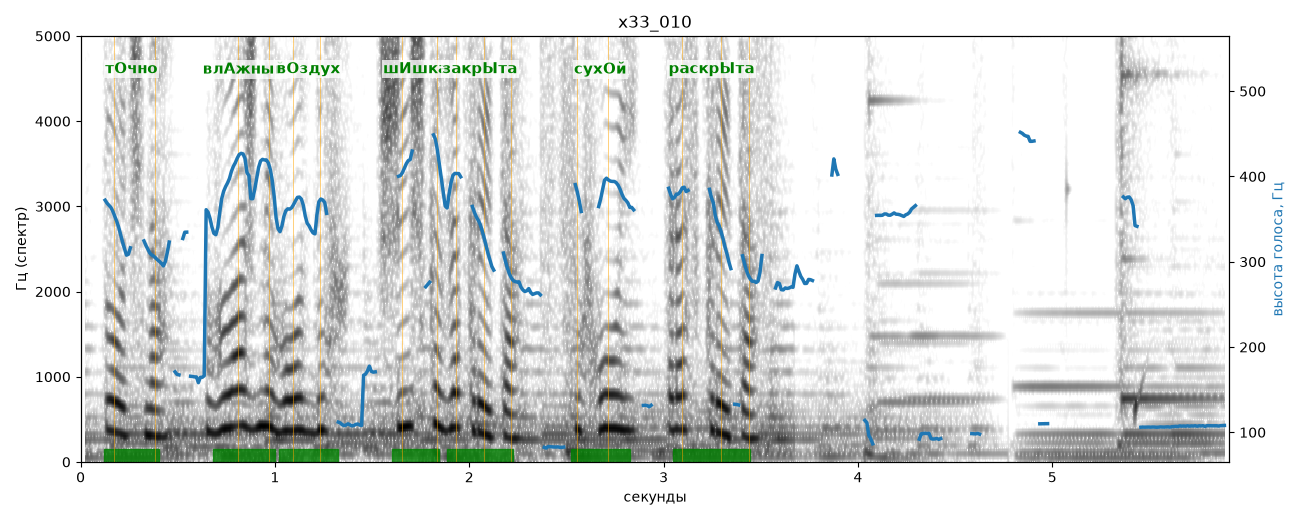 x33_010
5000
4000
3000
2000
1000
0
Гц (спектр)
тОчно
влАжны
вОздух
шИшка
закрЫта
сухОй
раскрЫта
500
400
300
200
100
высота голоса, Гц
0 1 2 3 4 5
секунды